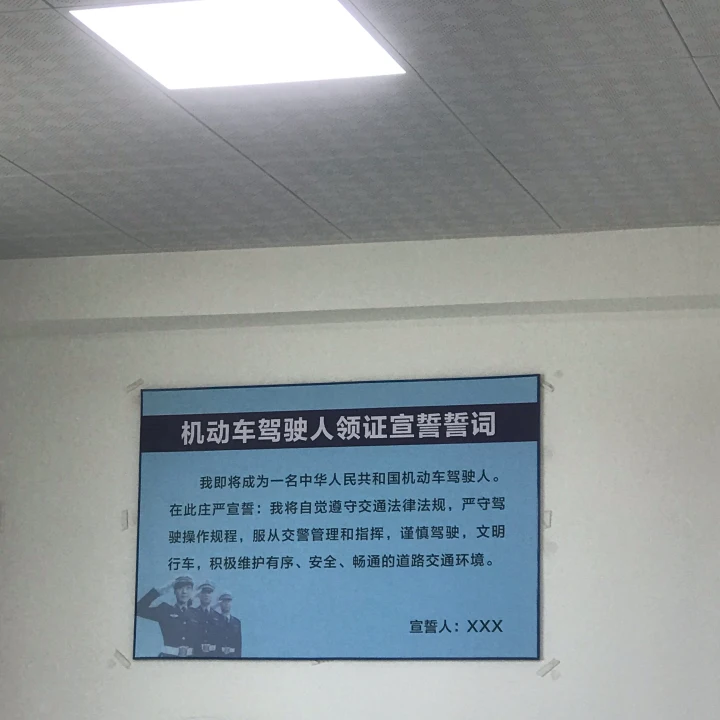 机动车驾驶人领证宣誓誓词
我即将成为一名中华人民共和国机动车驾驶人。
在此庄严宣誓：我将自觉遵守交通法律法规，严守驾
驶操作规程，服从交警管理和指挥，谨慎驾驶，文明
行车，积极维护有序、安全、畅通的道路交通环境。
宣誓人：XXX